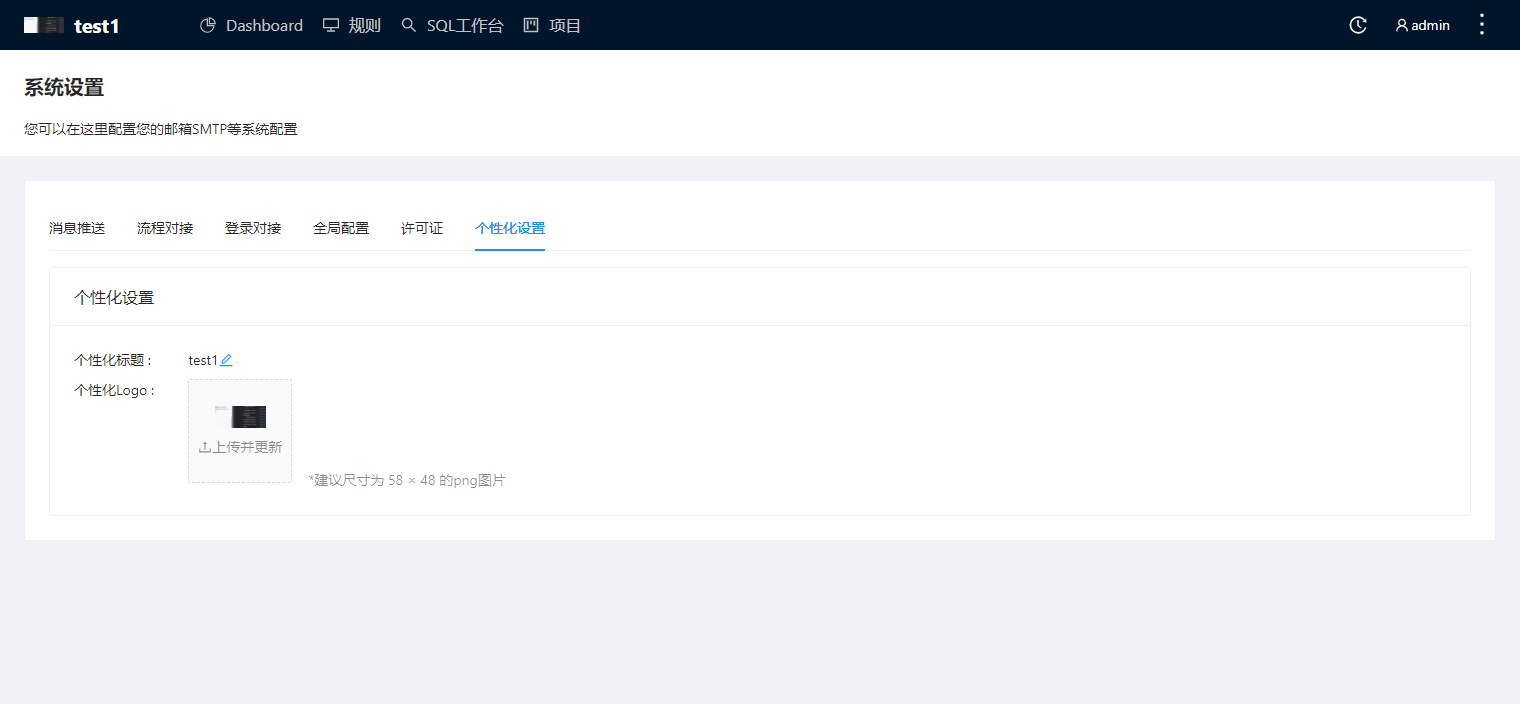 test1 Dashboard 规则 SQL工作台 项目 admin
系统设置
您可以在这里配置您的邮箱SMTP等系统配置
消息推送 流程对接 登录对接 全局配置 许可证 个性化设置
个性化设置
个性化标题 : test1
个性化Logo :
上传并更新
*建议尺寸为 58 × 48 的png图片